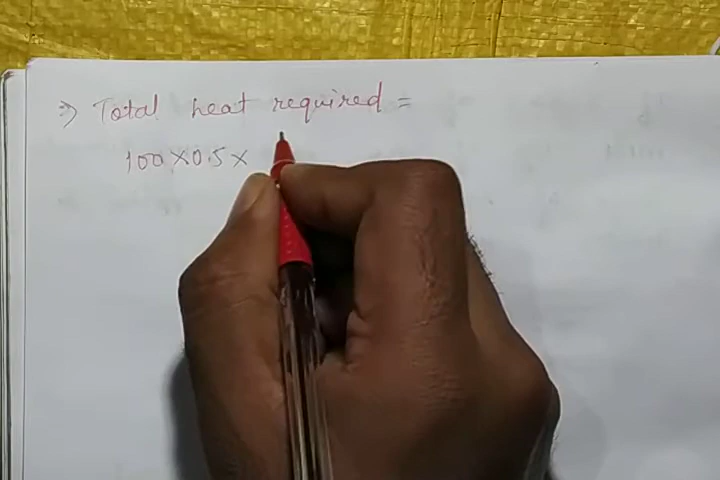 ⇒ Total heat required =
100×0.5×